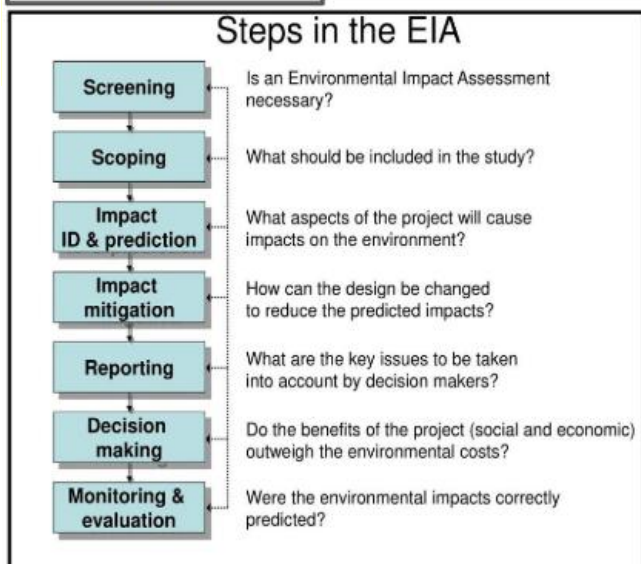 Steps in the EIA
Screening
Is an Environmental Impact Assessment
necessary?
Scoping
What should be included in the study?
Impact
ID & prediction
What aspects of the project will cause
impacts on the environment?
Impact
mitigation
How can the design be changed
to reduce the predicted impacts?
Reporting
What are the key issues to be taken
into account by decision makers?
Decision
making
Do the benefits of the project (social and economic)
outweigh the environmental costs?
Monitoring &
evaluation
Were the environmental impacts correctly
predicted?